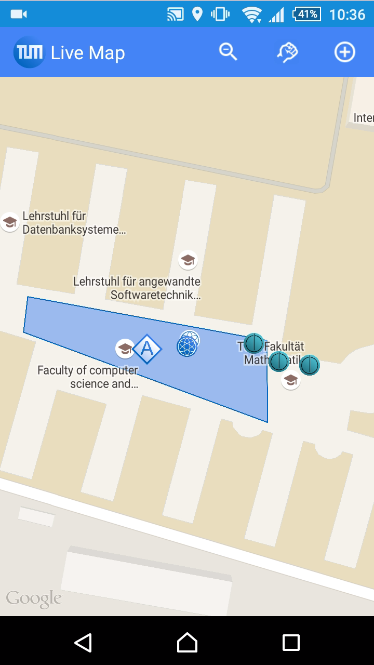 41% 10:36
TUM Live Map
Inter
Lehrstuhl für
Datenbanksysteme...
Lehrstuhl für angewandte
Softwaretechnik...
A
Fakultät
Faculty of computer
science and...
Google